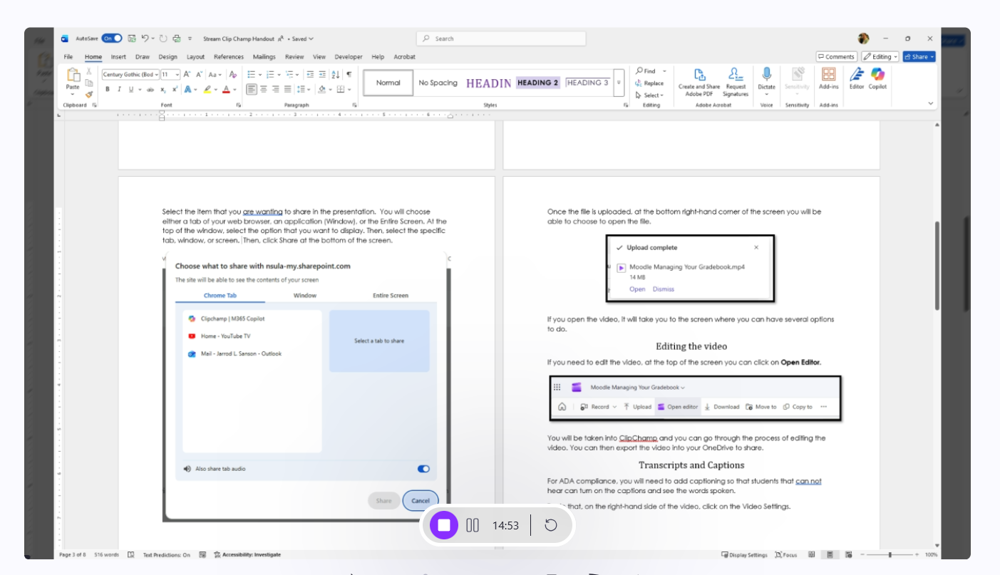 AutoSave On Stream Clip Champ Handout • Saved Search
File Home Insert Draw Design Layout References Mailings Review View Developer Help Acrobat Comments Editing Share
Paste Century Gothic (Bod 11 Normal No Spacing HEADIN HEADING 2 HEADING 3 Find Replace Select Create and Share Adobe PDF Request Signatures Dictate Sensitivity Add-ins Editor Copilot
Clipboard Font Paragraph Styles Editing Adobe Acrobat Voice Sensitivity Add-ins
Select the item that you are wanting to share in the presentation. You will choose
either a tab of your web browser, an application (Window), or the Entire Screen. At the
top of the window, select the option that you want to display. Then, select the specific
tab, window, or screen. Then, click Share at the bottom of the screen.
Choose what to share with nsula-my.sharepoint.com
The site will be able to see the contents of your screen
Chrome Tab Window Entire Screen
Clipchamp | M365 Copilot
Home - YouTube TV
Mail - Jarrod L. Sanson - Outlook
Select a tab to share
Also share tab audio
Share Cancel
Once the file is uploaded, at the bottom right-hand corner of the screen you will be
able to choose to open the file.
Upload complete
Moodle Managing Your Gradebook.mp4
14 MB
Open Dismiss
If you open the video, it will take you to the screen where you can have several options
to do.
Editing the video
If you need to edit the video, at the top of the screen you can click on Open Editor.
Moodle Managing Your Gradebook
Record Upload Open editor Download Move to Copy to
You will be taken into ClipChamp and you can go through the process of editing the
video. You can then export the video into your OneDrive to share.
Transcripts and Captions
For ADA compliance, you will need to add captioning so that students that can not
hear can turn on the captions and see the words spoken.
that, on the right-hand side of the video, click on the Video Settings.
14:53
Page 3 of 8 516 words Text Predictions: On Accessibility: Investigate Display Settings Focus 100%